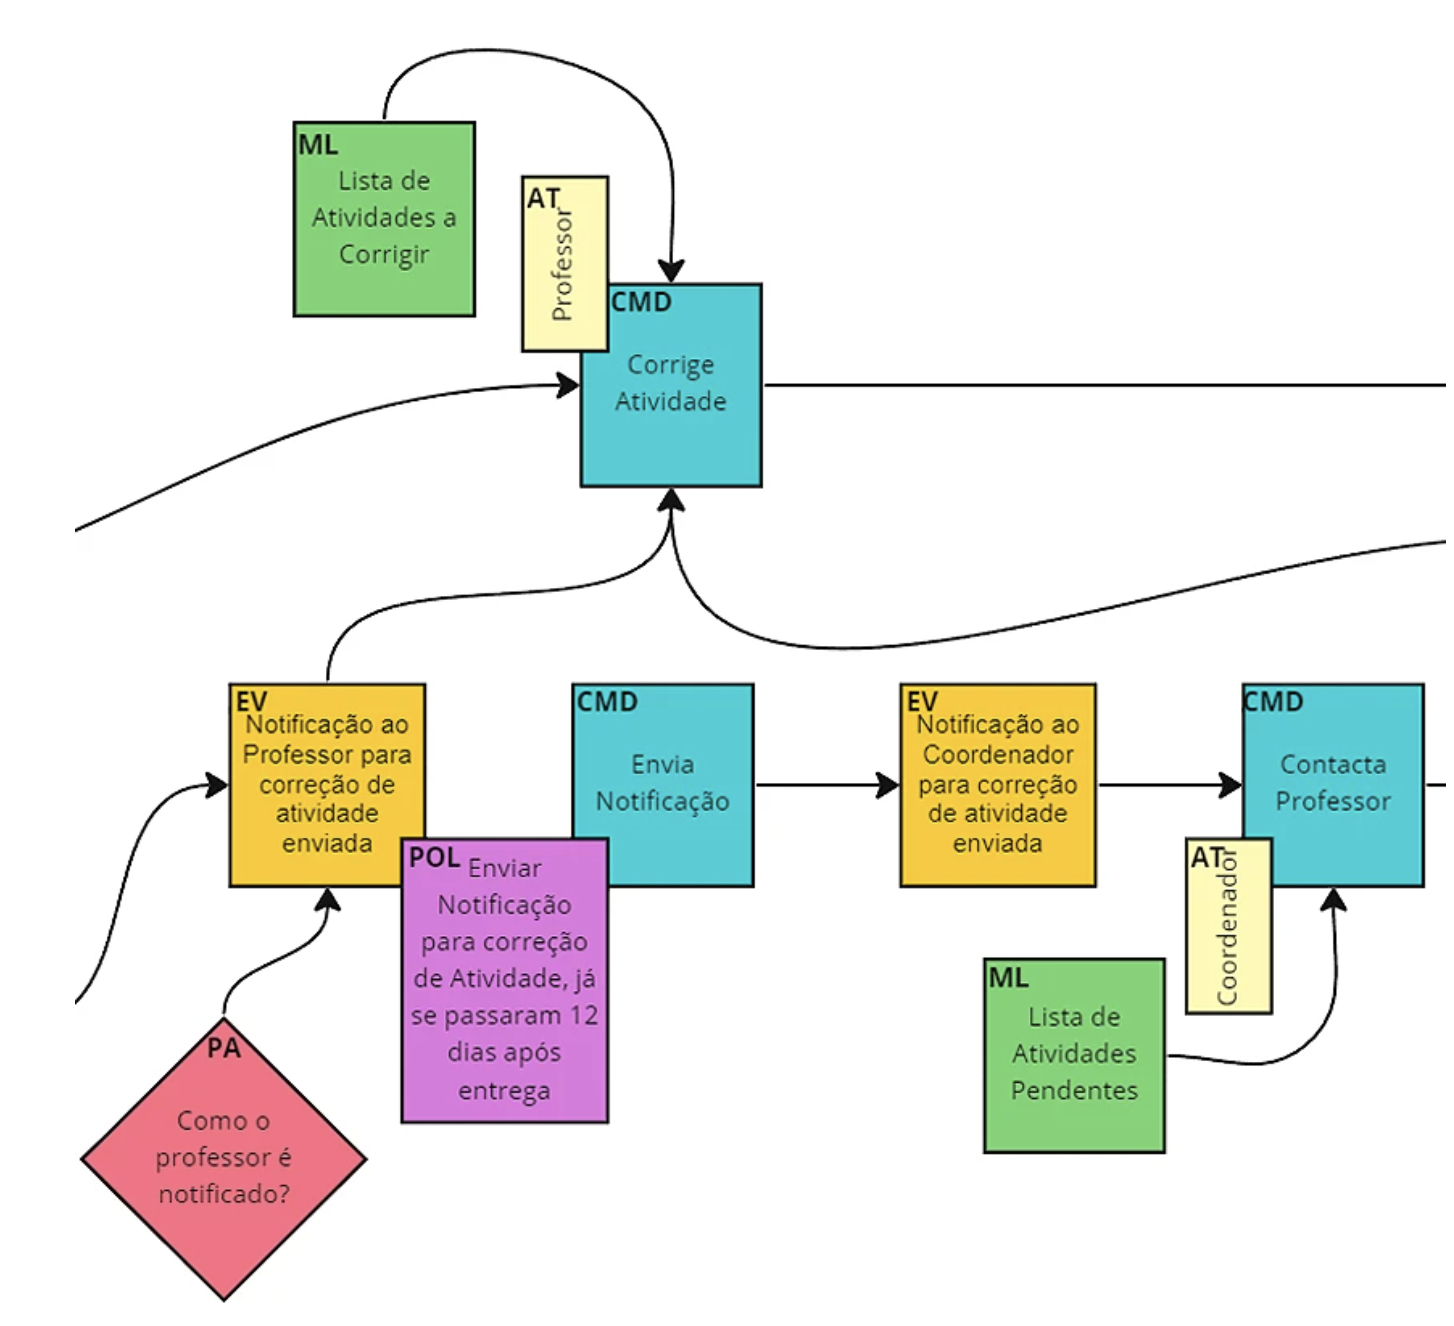 ML
Lista de
Atividades a
Corrigir
AT
Professor
CMD
Corrige
Atividade
EV
Notificação ao
Professor para
correção de
atividade
enviada
POL
Enviar
Notificação
para correção
de Atividade, já
se passaram 12
dias após
entrega
CMD
Envia
Notificação
EV
Notificação ao
Coordenador
para correção
de atividade
enviada
CMD
Contacta
Professor
AT
Coordenador
ML
Lista de
Atividades
Pendentes
PA
Como o
professor é
notificado?